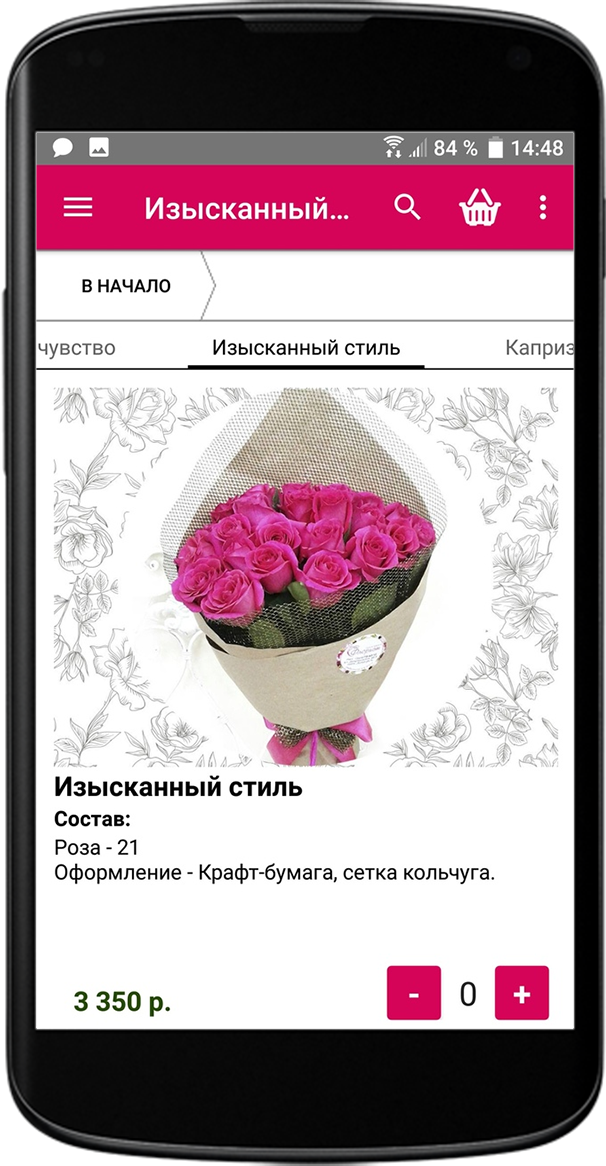 84 % 14:48
Изысканный...
В НАЧАЛО
чувство Изысканный стиль Каприз
Изысканный стиль
Состав:
Роза - 21
Оформление - Крафт-бумага, сетка кольчуга.
3 350 р. - 0 +